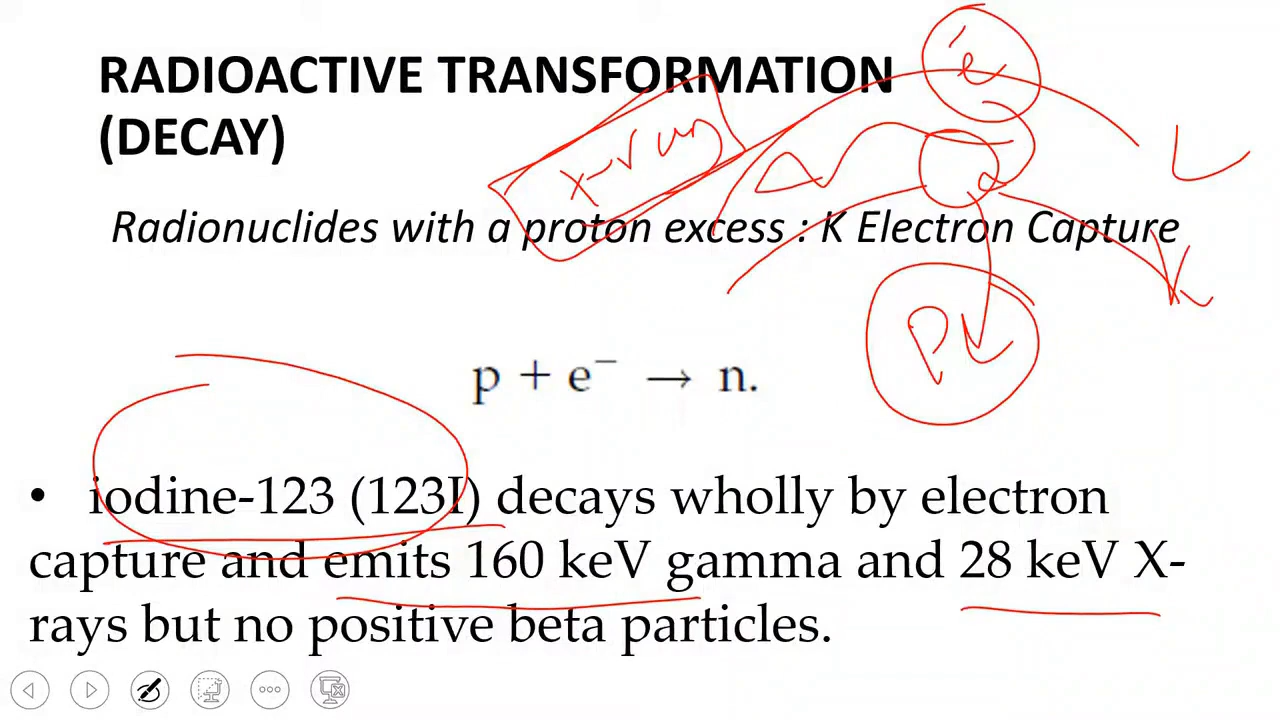 RADIOACTIVE TRANSFORMATION
(DECAY)
x-ray
e
L
Radionuclides with a proton excess : K Electron Capture
K
p + e⁻ → n.
• iodine-123 (123I) decays wholly by electron
capture and emits 160 keV gamma and 28 keV X-
rays but no positive beta particles.